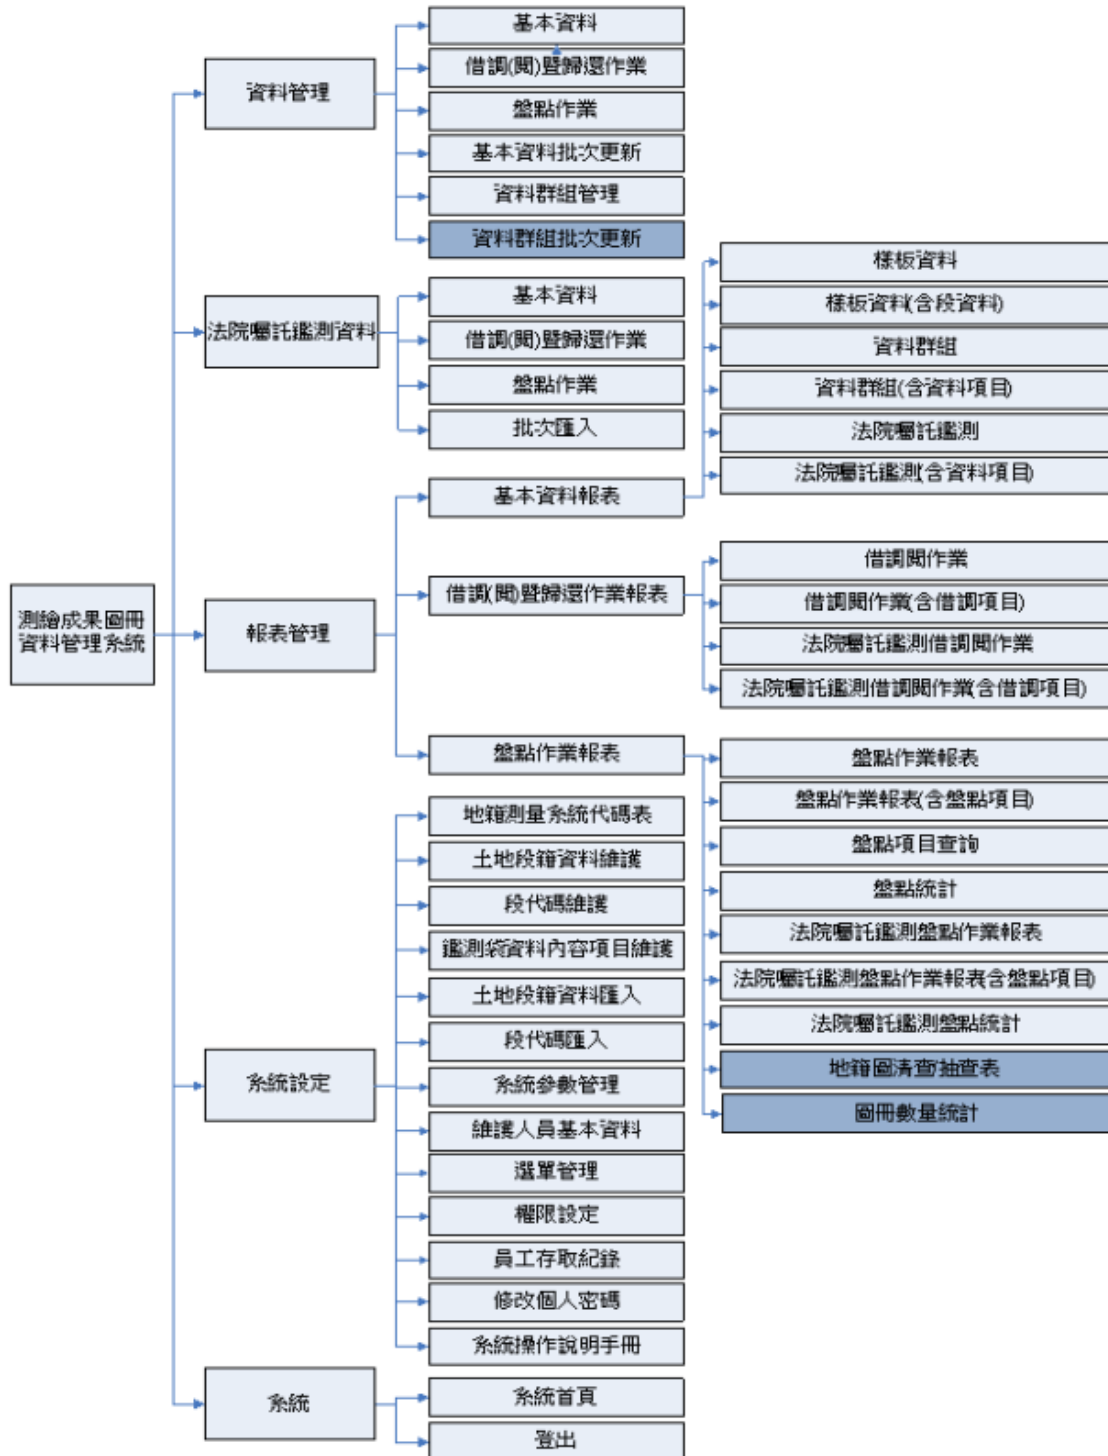 測繪成果圖冊
資料管理系統
資料管理
基本資料
借調(閱)暨歸還作業
盤點作業
基本資料批次更新
資料群組管理
資料群組批次更新
法院囑託鑑測資料
基本資料
借調(閱)暨歸還作業
盤點作業
批次匯入
報表管理
基本資料報表
樣板資料
樣板資料(含段資料)
資料群組
資料群組(含資料項目)
法院囑託鑑測
法院囑託鑑測(含資料項目)
借調(閱)暨歸還作業報表
借調閱作業
借調閱作業(含借調項目)
法院囑託鑑測借調閱作業
法院囑託鑑測借調閱作業(含借調項目)
盤點作業報表
盤點作業報表
盤點作業報表(含盤點項目)
盤點項目查詢
盤點統計
法院囑託鑑測盤點作業報表
法院囑託鑑測盤點作業報表(含盤點項目)
法院囑託鑑測盤點統計
地籍圖清查/抽查表
圖冊數量統計
系統設定
地籍測量系統代碼表
土地段籍資料維護
段代碼維護
鑑測袋資料內容項目維護
土地段籍資料匯入
段代碼匯入
系統參數管理
維護人員基本資料
選單管理
權限設定
員工存取紀錄
修改個人密碼
系統操作說明手冊
系統
系統首頁
登出